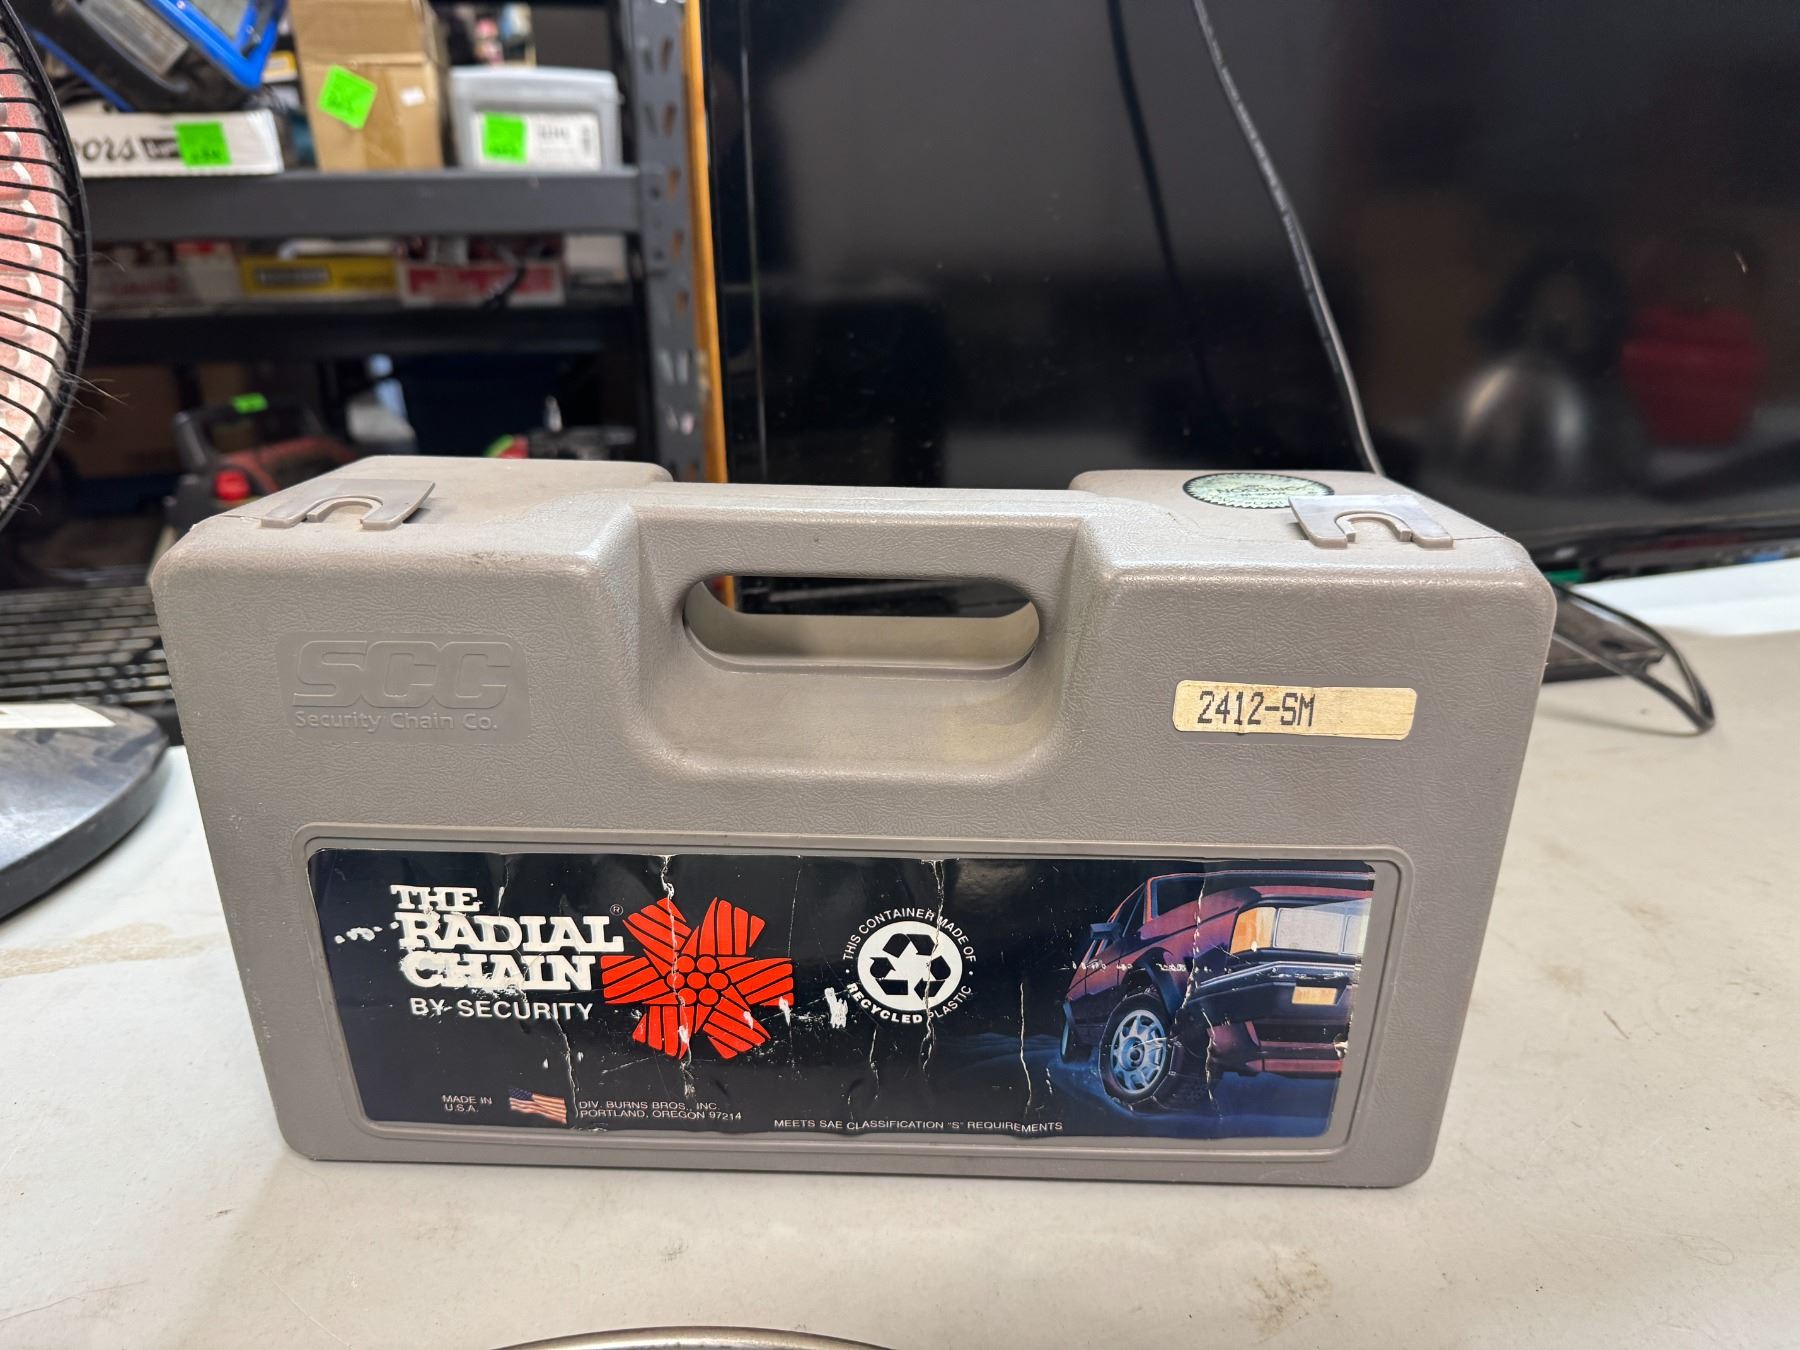 ors
SCC
Security Chain Co.
2412-SM
THE
RADIAL®
CHAIN
BY SECURITY
THIS CONTAINER MADE OF
RECYCLED PLASTIC
MADE IN
U.S.A.
DIV. BURNS BROS., INC.
PORTLAND, OREGON 97214
MEETS SAE CLASSIFICATION "S" REQUIREMENTS